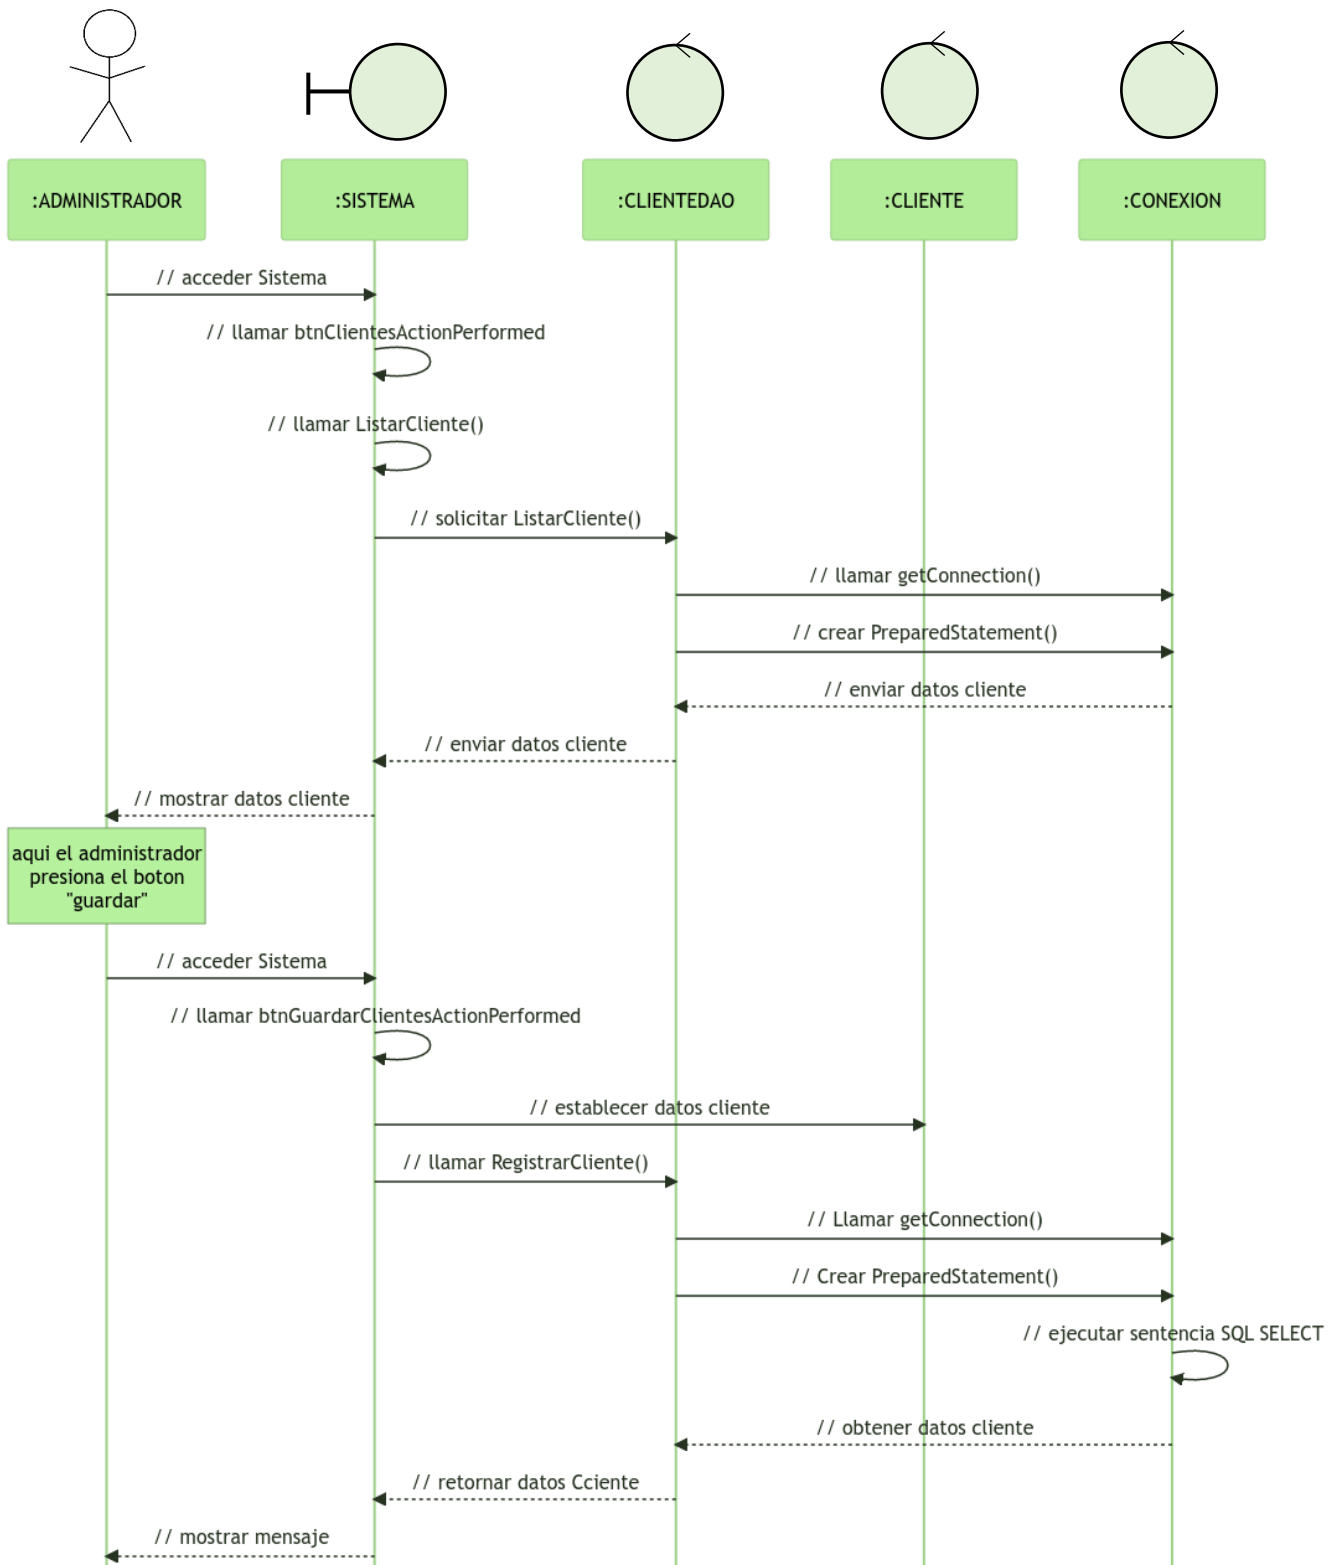 :ADMINISTRADOR
:SISTEMA
:CLIENTEDAO
:CLIENTE
:CONEXION
// acceder Sistema
// llamar btnClientesActionPerformed
// llamar ListarCliente()
// solicitar ListarCliente()
// llamar getConnection()
// crear PreparedStatement()
// enviar datos cliente
// enviar datos cliente
// mostrar datos cliente
aqui el administrador
presiona el boton
"guardar"
// acceder Sistema
// llamar btnGuardarClientesActionPerformed
// establecer datos cliente
// llamar RegistrarCliente()
// Llamar getConnection()
// Crear PreparedStatement()
// ejecutar sentencia SQL SELECT
// obtener datos cliente
// retornar datos Cciente
// mostrar mensaje